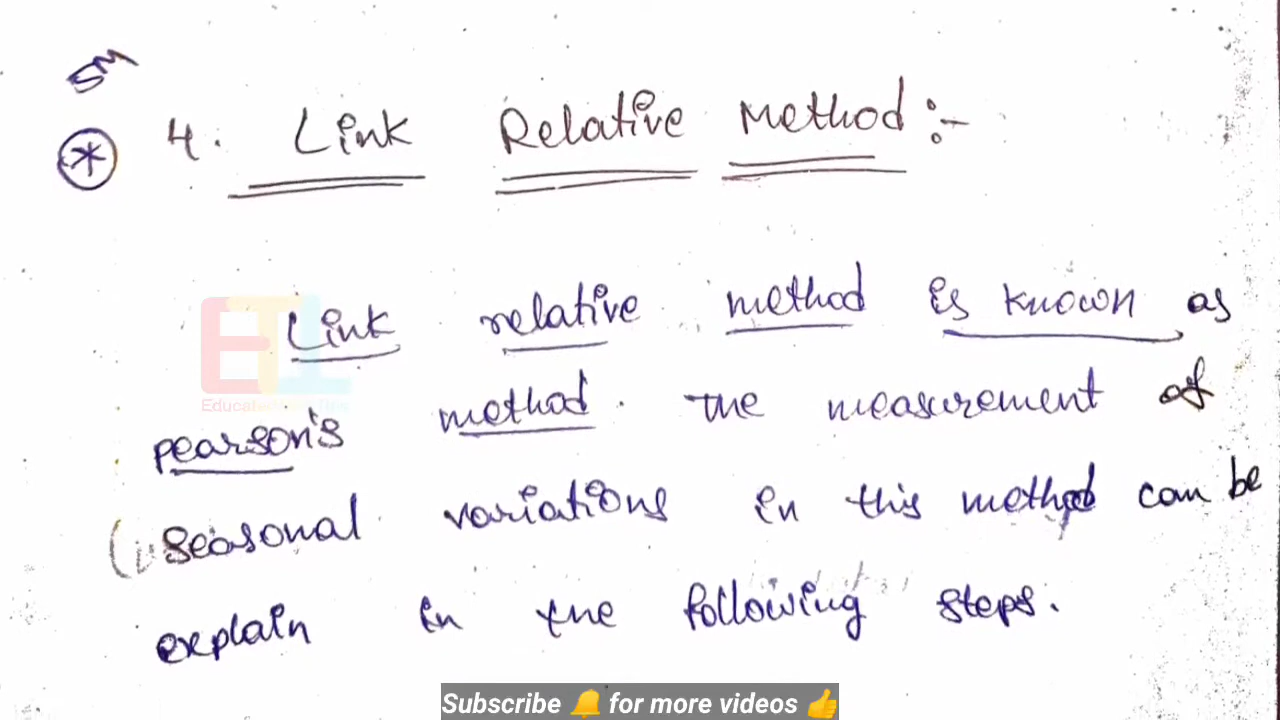 5M
* 4. Link Relative Method :-
Link relative method is known as
pearson's method. The measurement of
seasonal variations in this method can be
explain in the following steps.
Subscribe 🔔 for more videos 👍